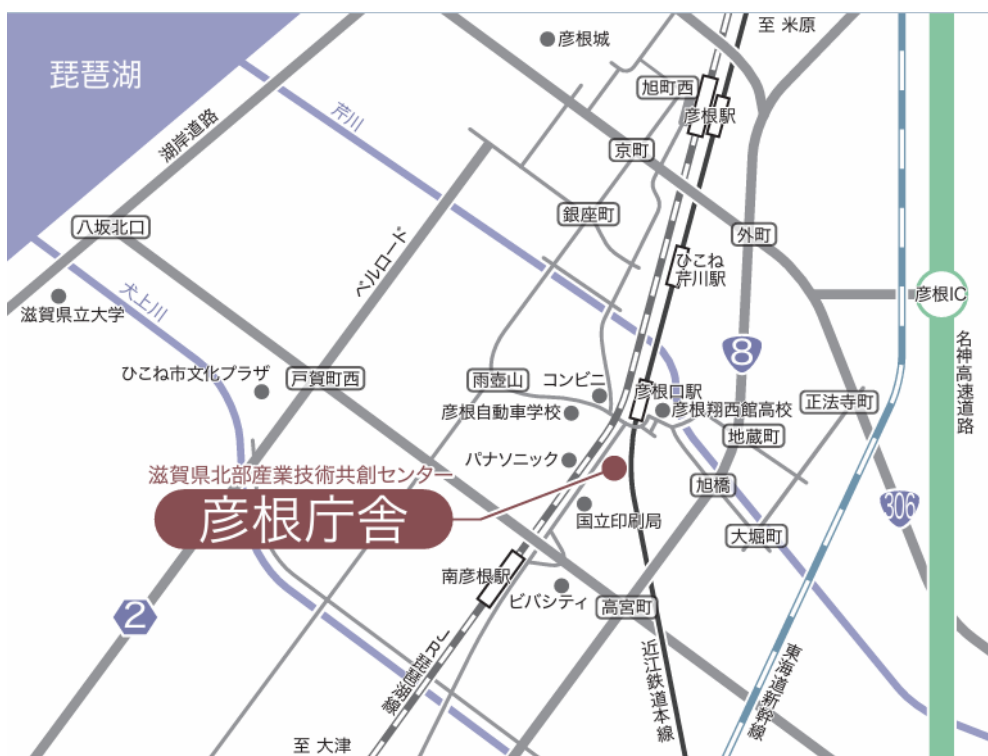 至 米原
彦根城
琵琶湖
旭町西
彦根駅
芹川
湖岸道路
京町
銀座町
八坂北口
外町
ベルロード
ひこね
芹川駅
犬上川
彦根IC
滋賀県立大学
名神高速道路
8
ひこね市文化プラザ
戸賀町西
雨壺山
コンビニ
彦根口駅
正法寺町
彦根自動車学校
彦根翔西館高校
地蔵町
パナソニック
滋賀県北部産業技術共創センター
彦根庁舎
旭橋
306
国立印刷局
大堀町
南彦根駅
ビバシティ
高宮町
2
JR琵琶湖線
近江鉄道本線
東海道新幹線
至 大津